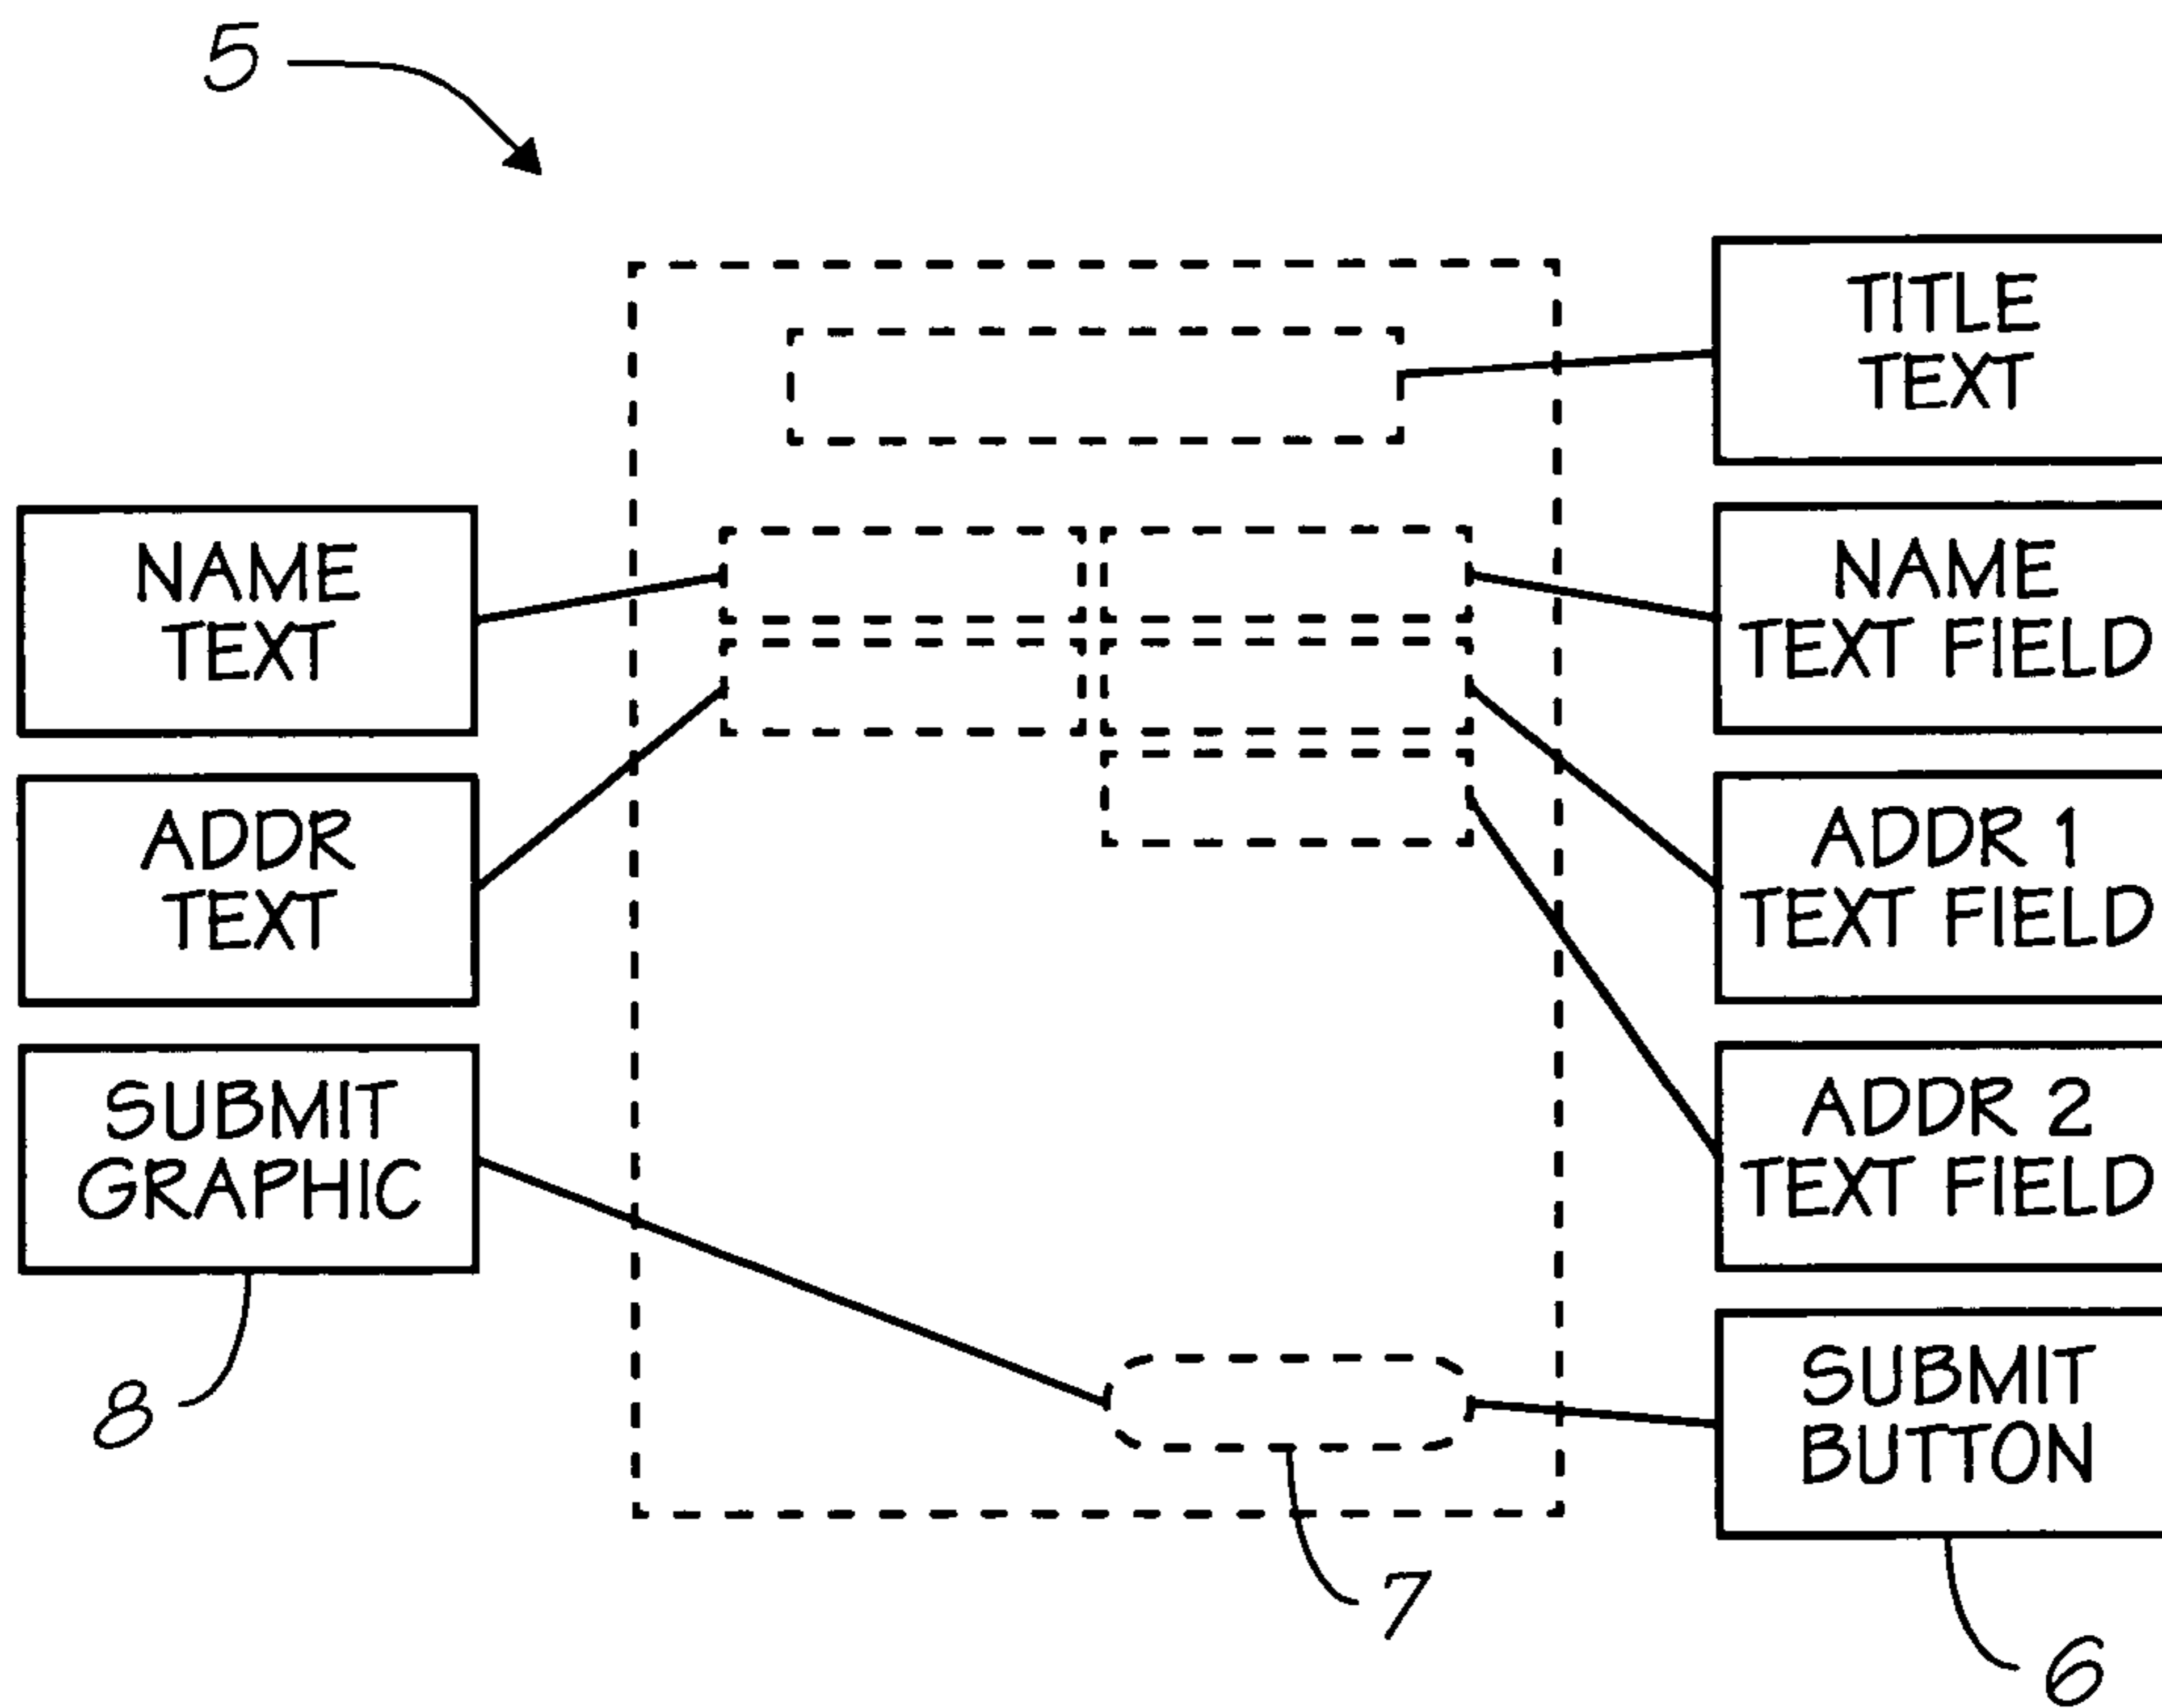 5
TITLE
TEXT
NAME
TEXT
NAME
TEXT FIELD
ADDR
TEXT
ADDR 1
TEXT FIELD
SUBMIT
GRAPHIC
ADDR 2
TEXT FIELD
SUBMIT
BUTTON
8
7
6